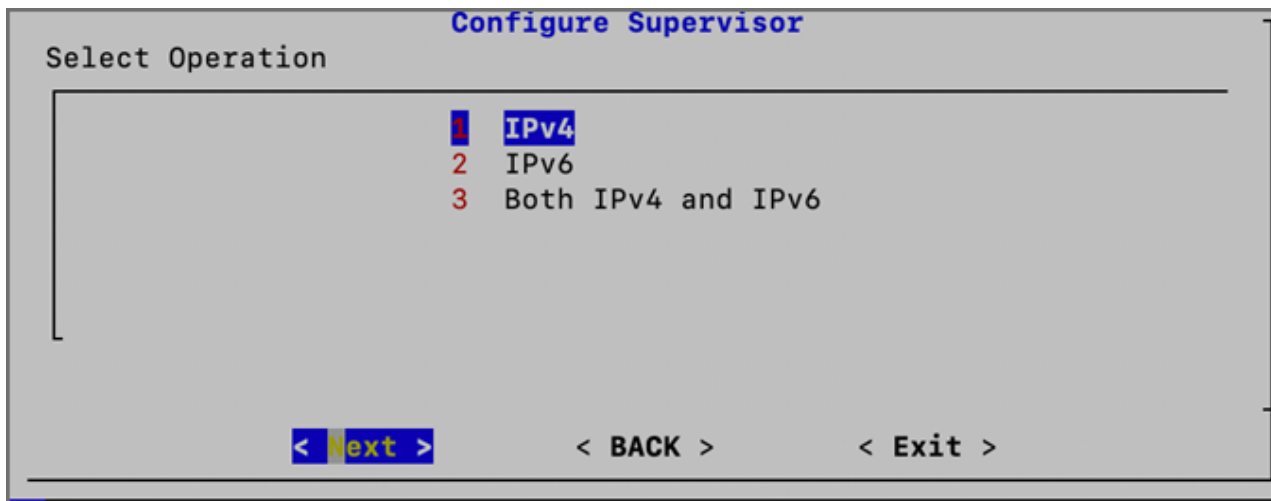 Configure Supervisor
Select Operation
1 IPv4
2 IPv6
3 Both IPv4 and IPv6
< Next > < BACK > < Exit >